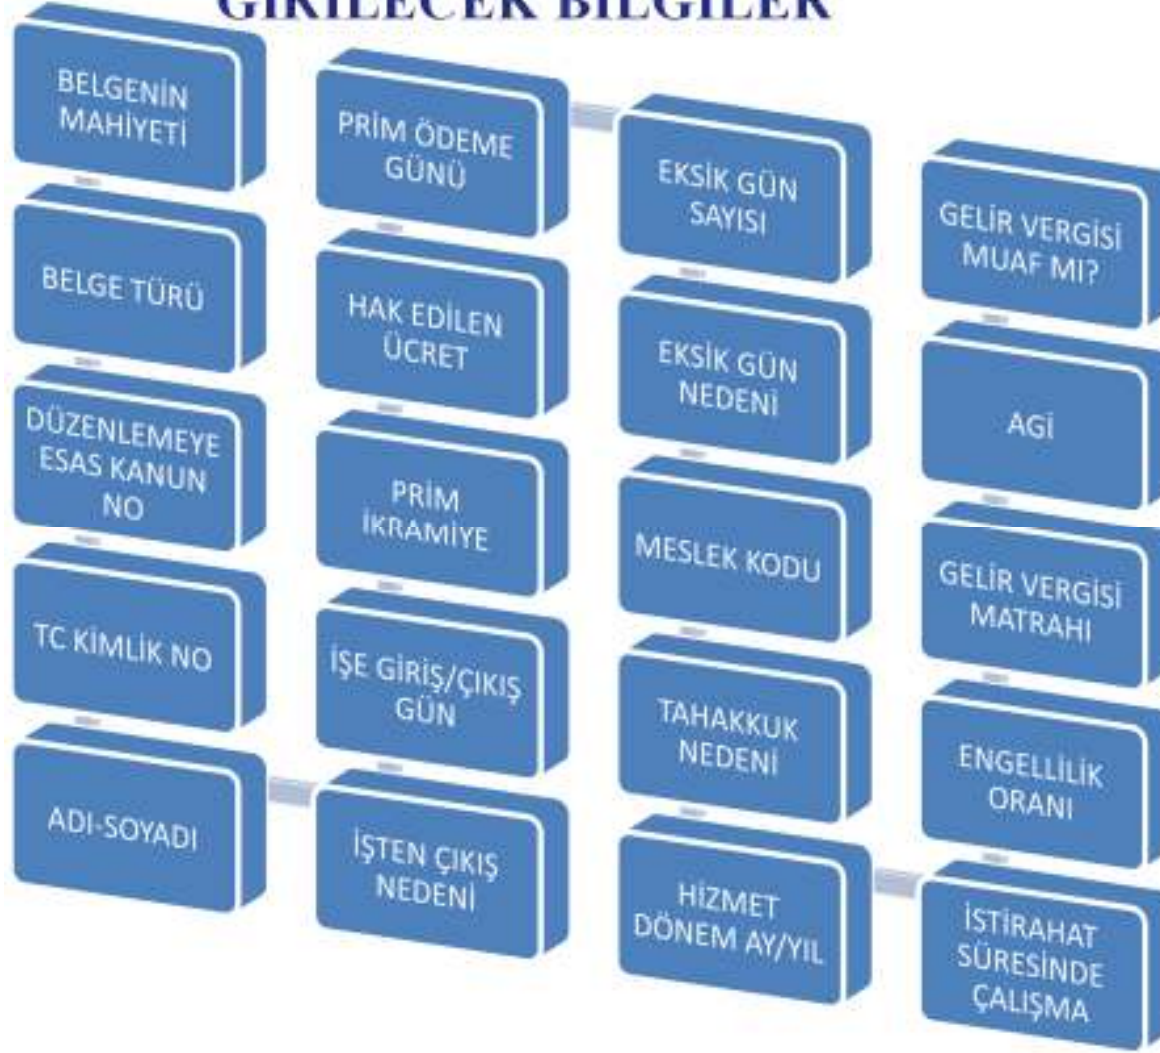 GİRİLECEK BİLGİLER
BELGENİN
MAHİYETİ
BELGE TÜRÜ
DÜZENLEMEYE
ESAS KANUN
NO
TC KİMLİK NO
ADI-SOYADI
PRİM ÖDEME
GÜNÜ
HAK EDİLEN
ÜCRET
PRİM
İKRAMİYE
İŞE GİRİŞ/ÇIKIŞ
GÜN
İŞTEN ÇIKIŞ
NEDENİ
EKSİK GÜN
SAYISI
EKSİK GÜN
NEDENİ
MESLEK KODU
TAHAKKUK
NEDENİ
HİZMET
DÖNEM AY/YIL
GELİR VERGİSİ
MUAF MI?
AGİ
GELİR VERGİSİ
MATRAHI
ENGELLİLİK
ORANI
İSTİRAHAT
SÜRESİNDE
ÇALIŞMA